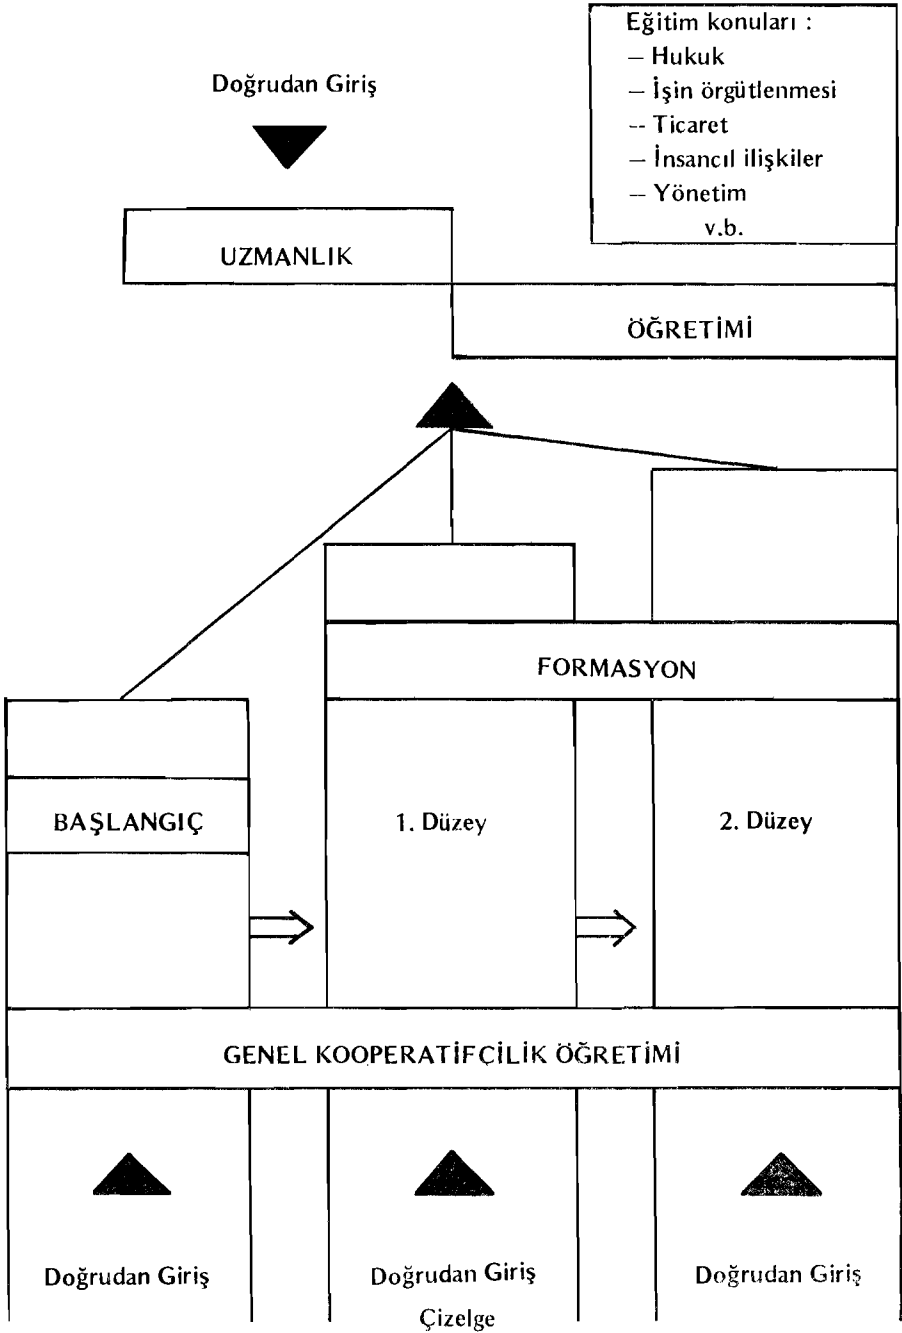 Eğitim konuları :
— Hukuk
— İşin örgütlenmesi
-- Ticaret
— İnsancıl ilişkiler
— Yönetim
v.b.
Doğrudan Giriş
UZMANLIK
ÖĞRETİMİ
FORMASYON
BAŞLANGIÇ
1. Düzey
2. Düzey
GENEL KOOPERATİFÇİLİK ÖĞRETİMİ
Doğrudan Giriş
Doğrudan Giriş
Doğrudan Giriş
Çizelge